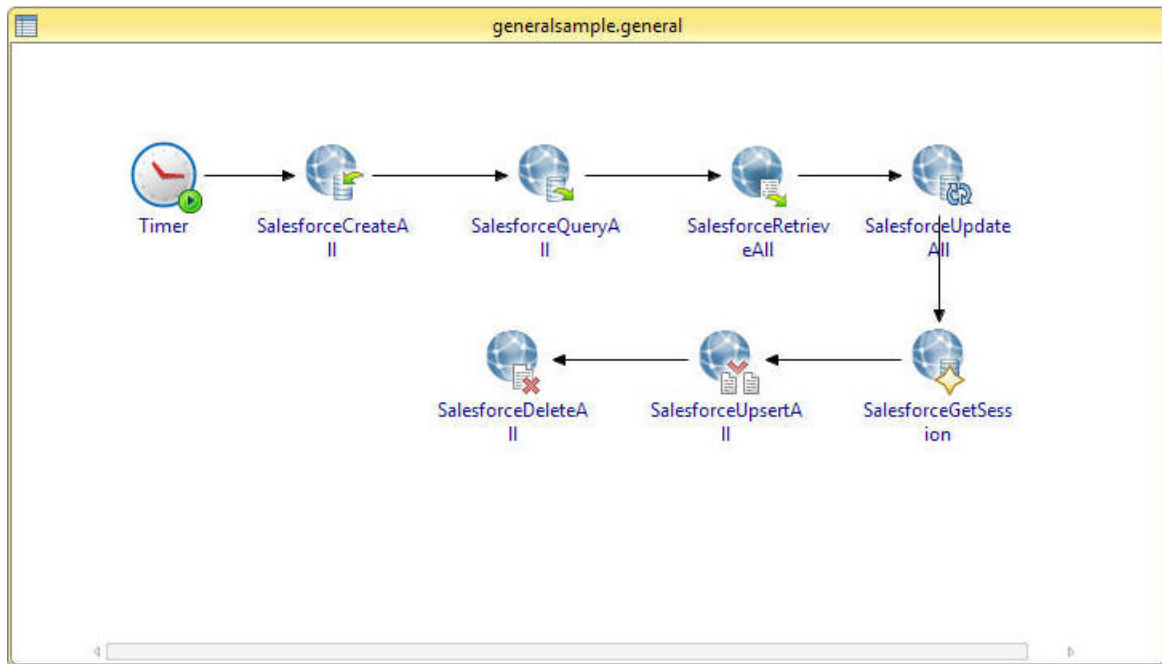 generalsample.general
Timer
SalesforceCreateA
ll
SalesforceQueryA
ll
SalesforceRetriev
eAll
SalesforceUpdate
All
SalesforceDeleteA
ll
SalesforceUpsertA
ll
SalesforceGetSess
ion